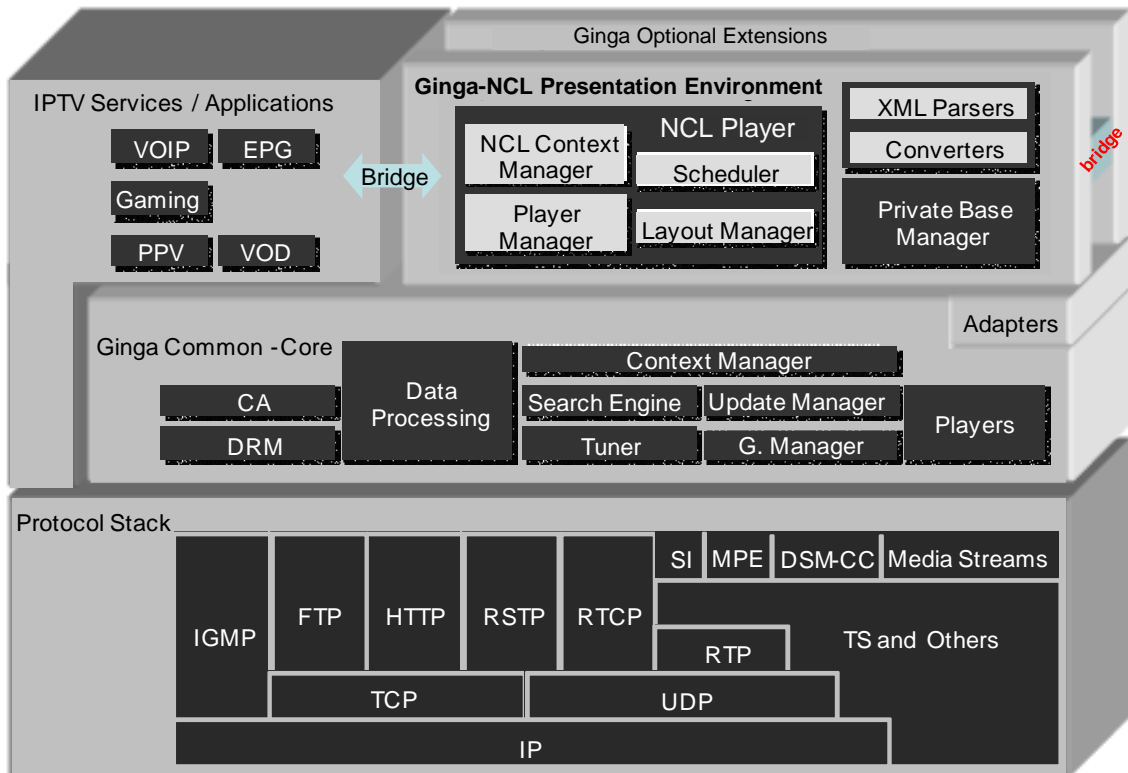 Ginga Optional Extensions
IPTV Services / Applications
VOIP
EPG
Gaming
PPV
VOD
Bridge
Ginga-NCL Presentation Environment
NCL Player
NCL Context
Manager
Scheduler
Player
Manager
Layout Manager
XML Parsers
Converters
Private Base
Manager
bridge
Adapters
Ginga Common -Core
CA
DRM
Data
Processing
Context Manager
Search Engine
Update Manager
Tuner
G. Manager
Players
Protocol Stack
SI
MPE
DSM-CC
Media Streams
IGMP
FTP
HTTP
RSTP
RTCP
TS and Others
RTP
TCP
UDP
IP